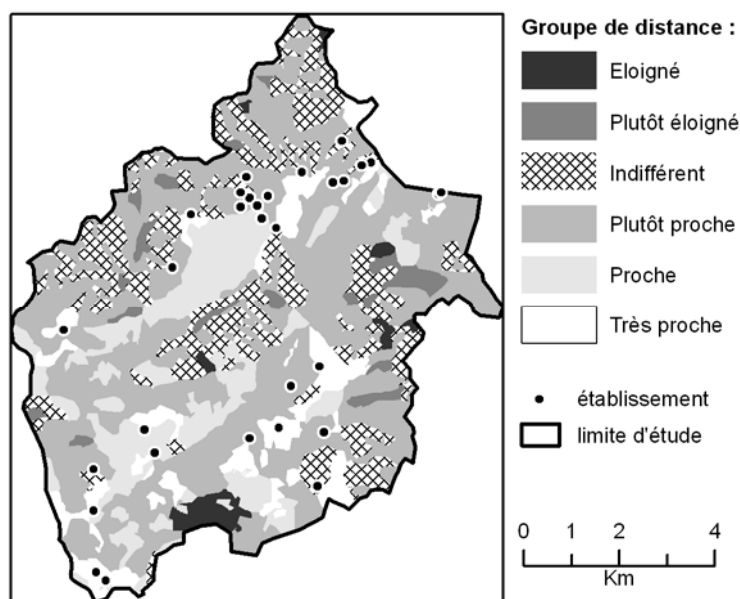 Groupe de distance :
Eloigné
Plutôt éloigné
Indifférent
Plutôt proche
Proche
Très proche
établissement
limite d'étude
0 1 2 4
Km